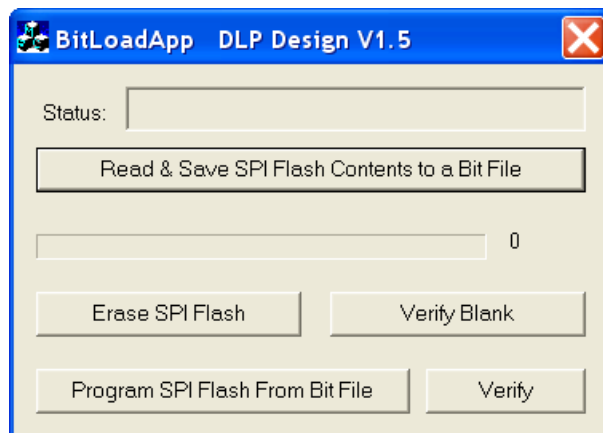 BitLoadApp DLP Design V1.5
Status:
Read & Save SPI Flash Contents to a Bit File
0
Erase SPI Flash Verify Blank
Program SPI Flash From Bit File Verify